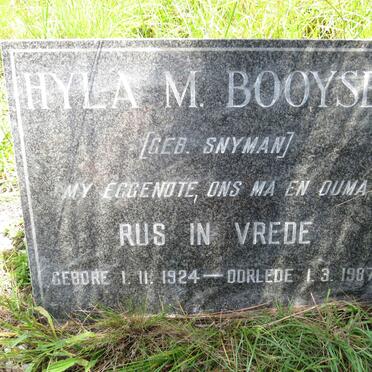 HYLA M. BOOYSE
[GEB. SNYMAN]
MY EGGENOTE, ONS MA EN OUMA
RUS IN VREDE
GEBORE 1. 11. 1924 — OORLEDE 1. 3. 1987